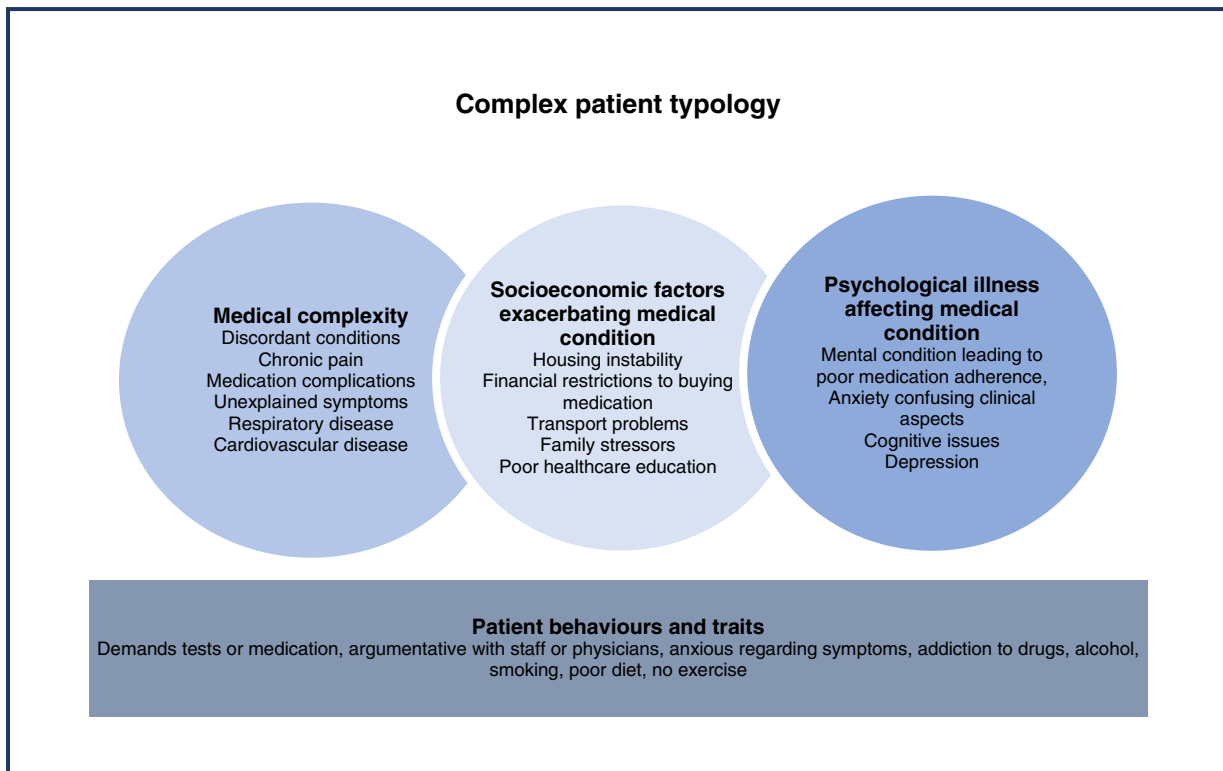 Complex patient typology
Medical complexity
Discordant conditions
Chronic pain
Medication complications
Unexplained symptoms
Respiratory disease
Cardiovascular disease
Socioeconomic factors
exacerbating medical
condition
Housing instability
Financial restrictions to buying
medication
Transport problems
Family stressors
Poor healthcare education
Psychological illness
affecting medical
condition
Mental condition leading to
poor medication adherence,
Anxiety confusing clinical
aspects
Cognitive issues
Depression
Patient behaviours and traits
Demands tests or medication, argumentative with staff or physicians, anxious regarding symptoms, addiction to drugs, alcohol,
smoking, poor diet, no exercise